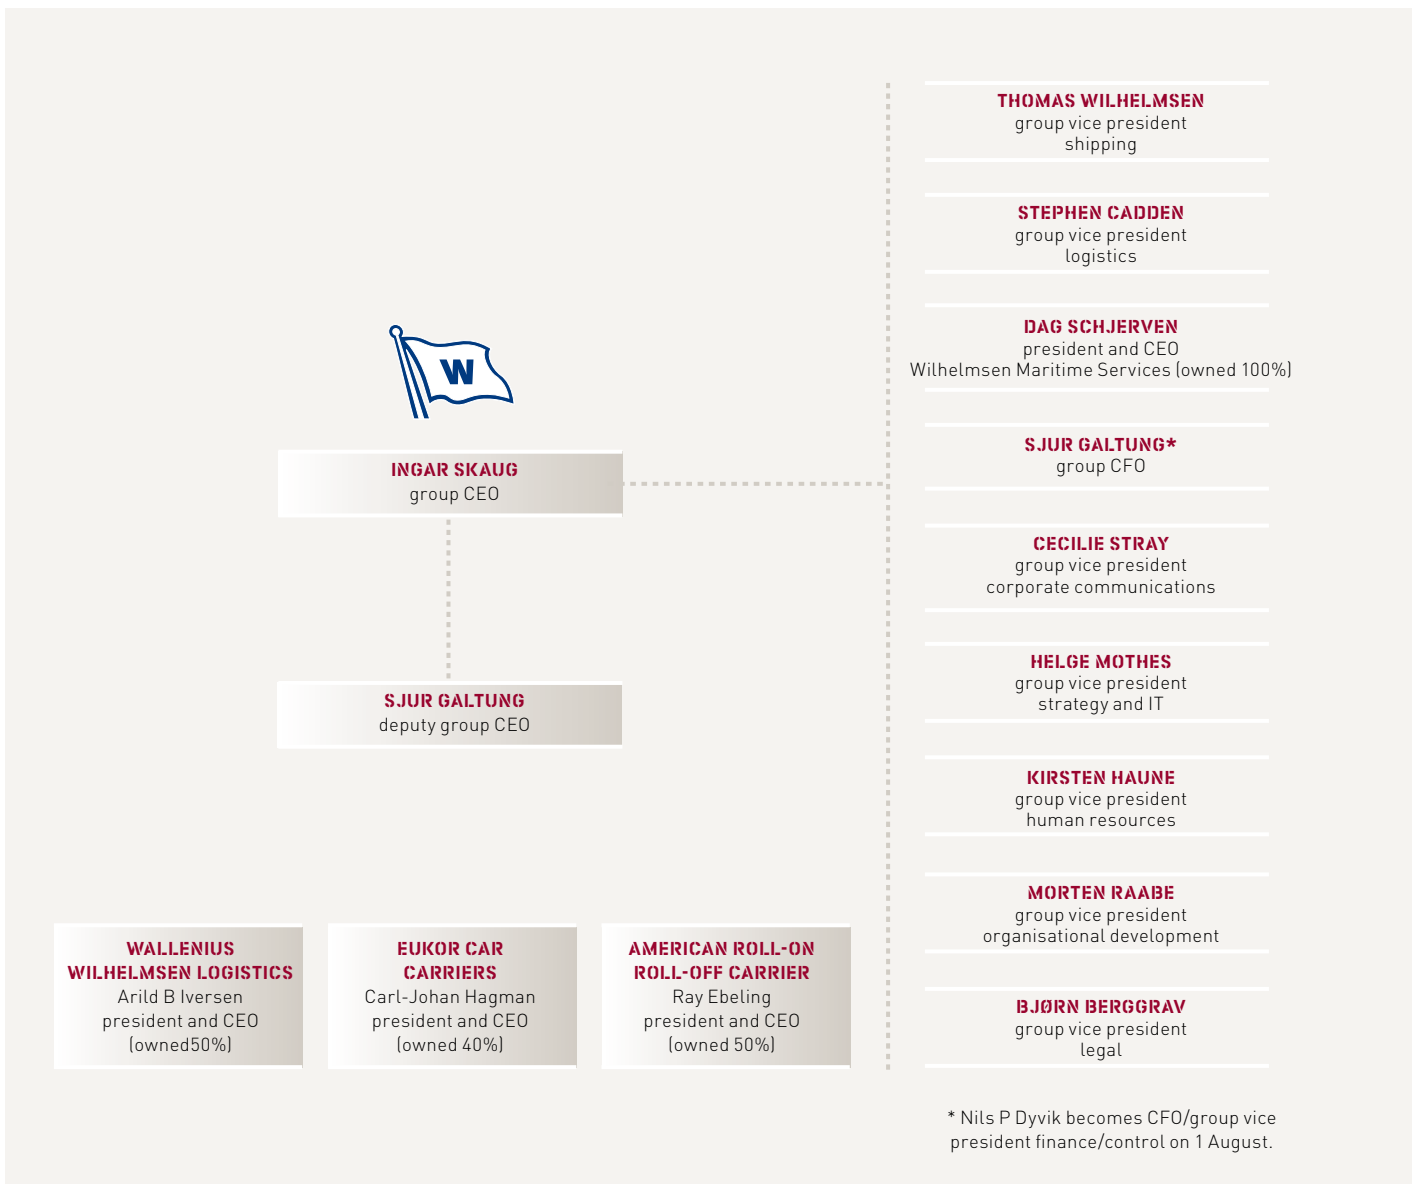 THOMAS WILHELMSEN
group vice president
shipping
STEPHEN CADDEN
group vice president
logistics
DAG SCHJERVEN
president and CEO
Wilhelmsen Maritime Services (owned 100%)
W
INGAR SKAUG
group CEO
SJUR GALTUNG*
group CFO
CECILIE STRAY
group vice president
corporate communications
HELGE MOTHES
group vice president
strategy and IT
SJUR GALTUNG
deputy group CEO
KIRSTEN HAUNE
group vice president
human resources
MORTEN RAABE
group vice president
organisational development
BJØRN BERGGRAV
group vice president
legal
WALLENIUS
WILHELMSEN LOGISTICS
Arild B Iversen
president and CEO
(owned50%)
EUKOR CAR
CARRIERS
Carl-Johan Hagman
president and CEO
(owned 40%)
AMERICAN ROLL-ON
ROLL-OFF CARRIER
Ray Ebeling
president and CEO
(owned 50%)
* Nils P Dyvik becomes CFO/group vice
president finance/control on 1 August.